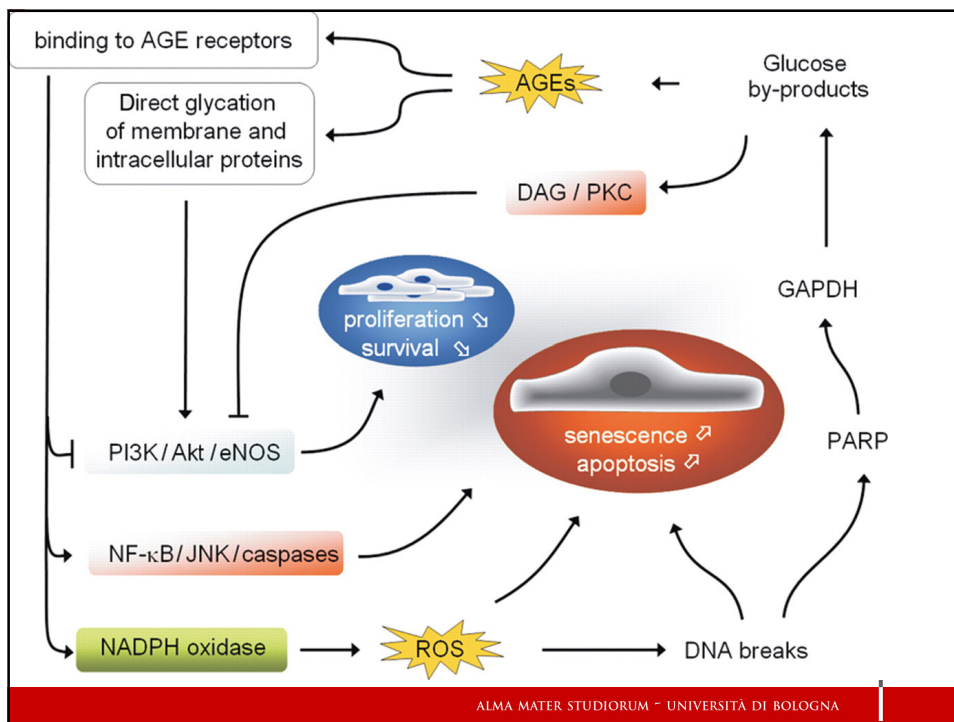 binding to AGE receptors
AGEs
Glucose
by-products
Direct glycation
of membrane and
intracellular proteins
DAG / PKC
GAPDH
proliferation ⇘
survival ⇘
senescence ⇗
apoptosis ⇗
PI3K/Akt/eNOS
PARP
NF-κB/JNK/caspases
NADPH oxidase
ROS
DNA breaks
ALMA MATER STUDIORUM ~ UNIVERSITÀ DI BOLOGNA